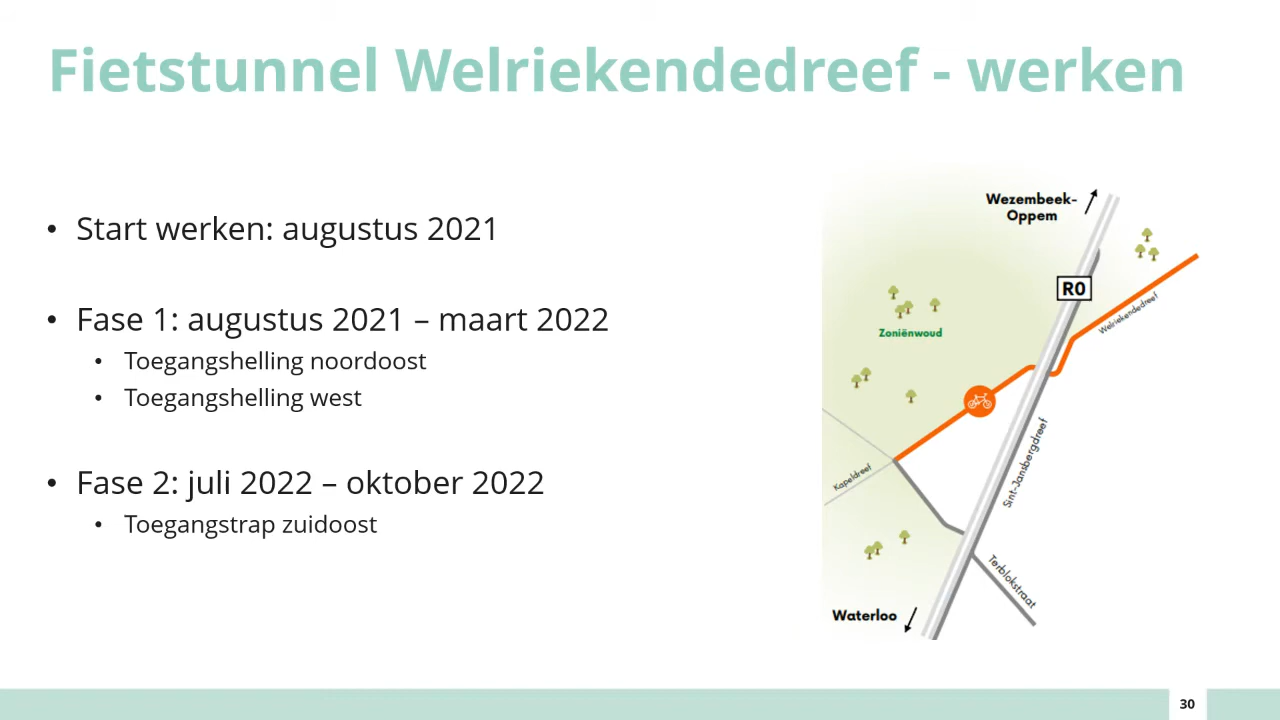 Fietstunnel Welriekendedreef - werken
• Start werken: augustus 2021
• Fase 1: augustus 2021 – maart 2022
• Toegangshelling noordoost
• Toegangshelling west
• Fase 2: juli 2022 – oktober 2022
• Toegangstrap zuidoost
Wezembeek-
Oppem
R0
Welriekendedreef
Zoniënwoud
Kapeldreef
Sint-Jansbergdreef
Terblokstraat
Waterloo
30